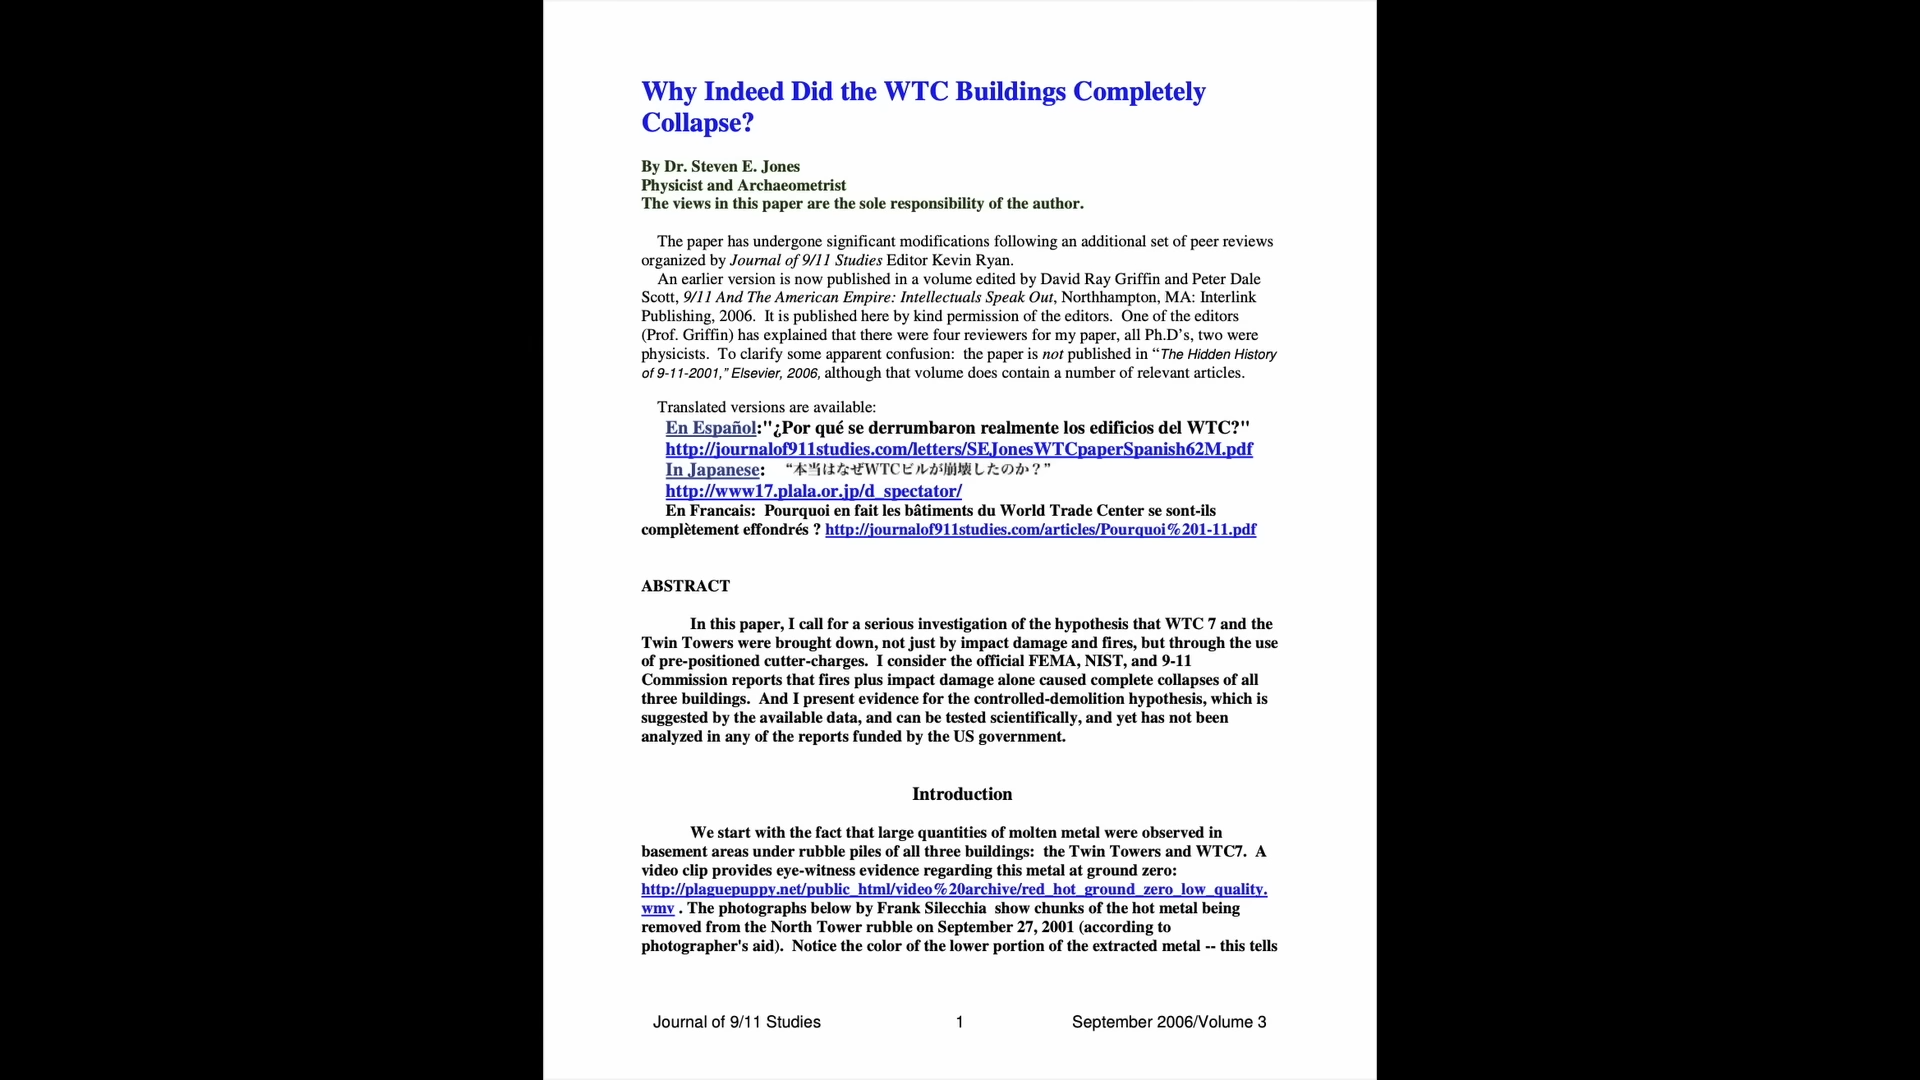 Why Indeed Did the WTC Buildings Completely
Collapse?
By Dr. Steven E. Jones
Physicist and Archaeometrist
The views in this paper are the sole responsibility of the author.
The paper has undergone significant modifications following an additional set of peer reviews
organized by Journal of 9/11 Studies Editor Kevin Ryan.
An earlier version is now published in a volume edited by David Ray Griffin and Peter Dale
Scott, 9/11 And The American Empire: Intellectuals Speak Out, Northhampton, MA: Interlink
Publishing, 2006.  It is published here by kind permission of the editors.  One of the editors
(Prof. Griffin) has explained that there were four reviewers for my paper, all Ph.D’s, two were
physicists.  To clarify some apparent confusion:  the paper is not published in “The Hidden History
of 9-11-2001,” Elsevier, 2006, although that volume does contain a number of relevant articles.
Translated versions are available:
En Español:"¿Por qué se derrumbaron realmente los edificios del WTC?"
http://journalof911studies.com/letters/SEJonesWTCpaperSpanish62M.pdf
In Japanese:   “本当はなぜWTCビルが崩壊したのか？”
http://www17.plala.or.jp/d_spectator/
En Francais:  Pourquoi en fait les bâtiments du World Trade Center se sont-ils
complètement effondrés ? http://journalof911studies.com/articles/Pourquoi%201-11.pdf
ABSTRACT
In this paper, I call for a serious investigation of the hypothesis that WTC 7 and the
Twin Towers were brought down, not just by impact damage and fires, but through the use
of pre-positioned cutter-charges.  I consider the official FEMA, NIST, and 9-11
Commission reports that fires plus impact damage alone caused complete collapses of all
three buildings.  And I present evidence for the controlled-demolition hypothesis, which is
suggested by the available data, and can be tested scientifically, and yet has not been
analyzed in any of the reports funded by the US government.
Introduction
We start with the fact that large quantities of molten metal were observed in
basement areas under rubble piles of all three buildings:  the Twin Towers and WTC7.  A
video clip provides eye-witness evidence regarding this metal at ground zero:
http://plaguepuppy.net/public_html/video%20archive/red_hot_ground_zero_low_quality.
wmv . The photographs below by Frank Silecchia  show chunks of the hot metal being
removed from the North Tower rubble on September 27, 2001 (according to
photographer's aid).  Notice the color of the lower portion of the extracted metal -- this tells
Journal of 9/11 Studies 1 September 2006/Volume 3